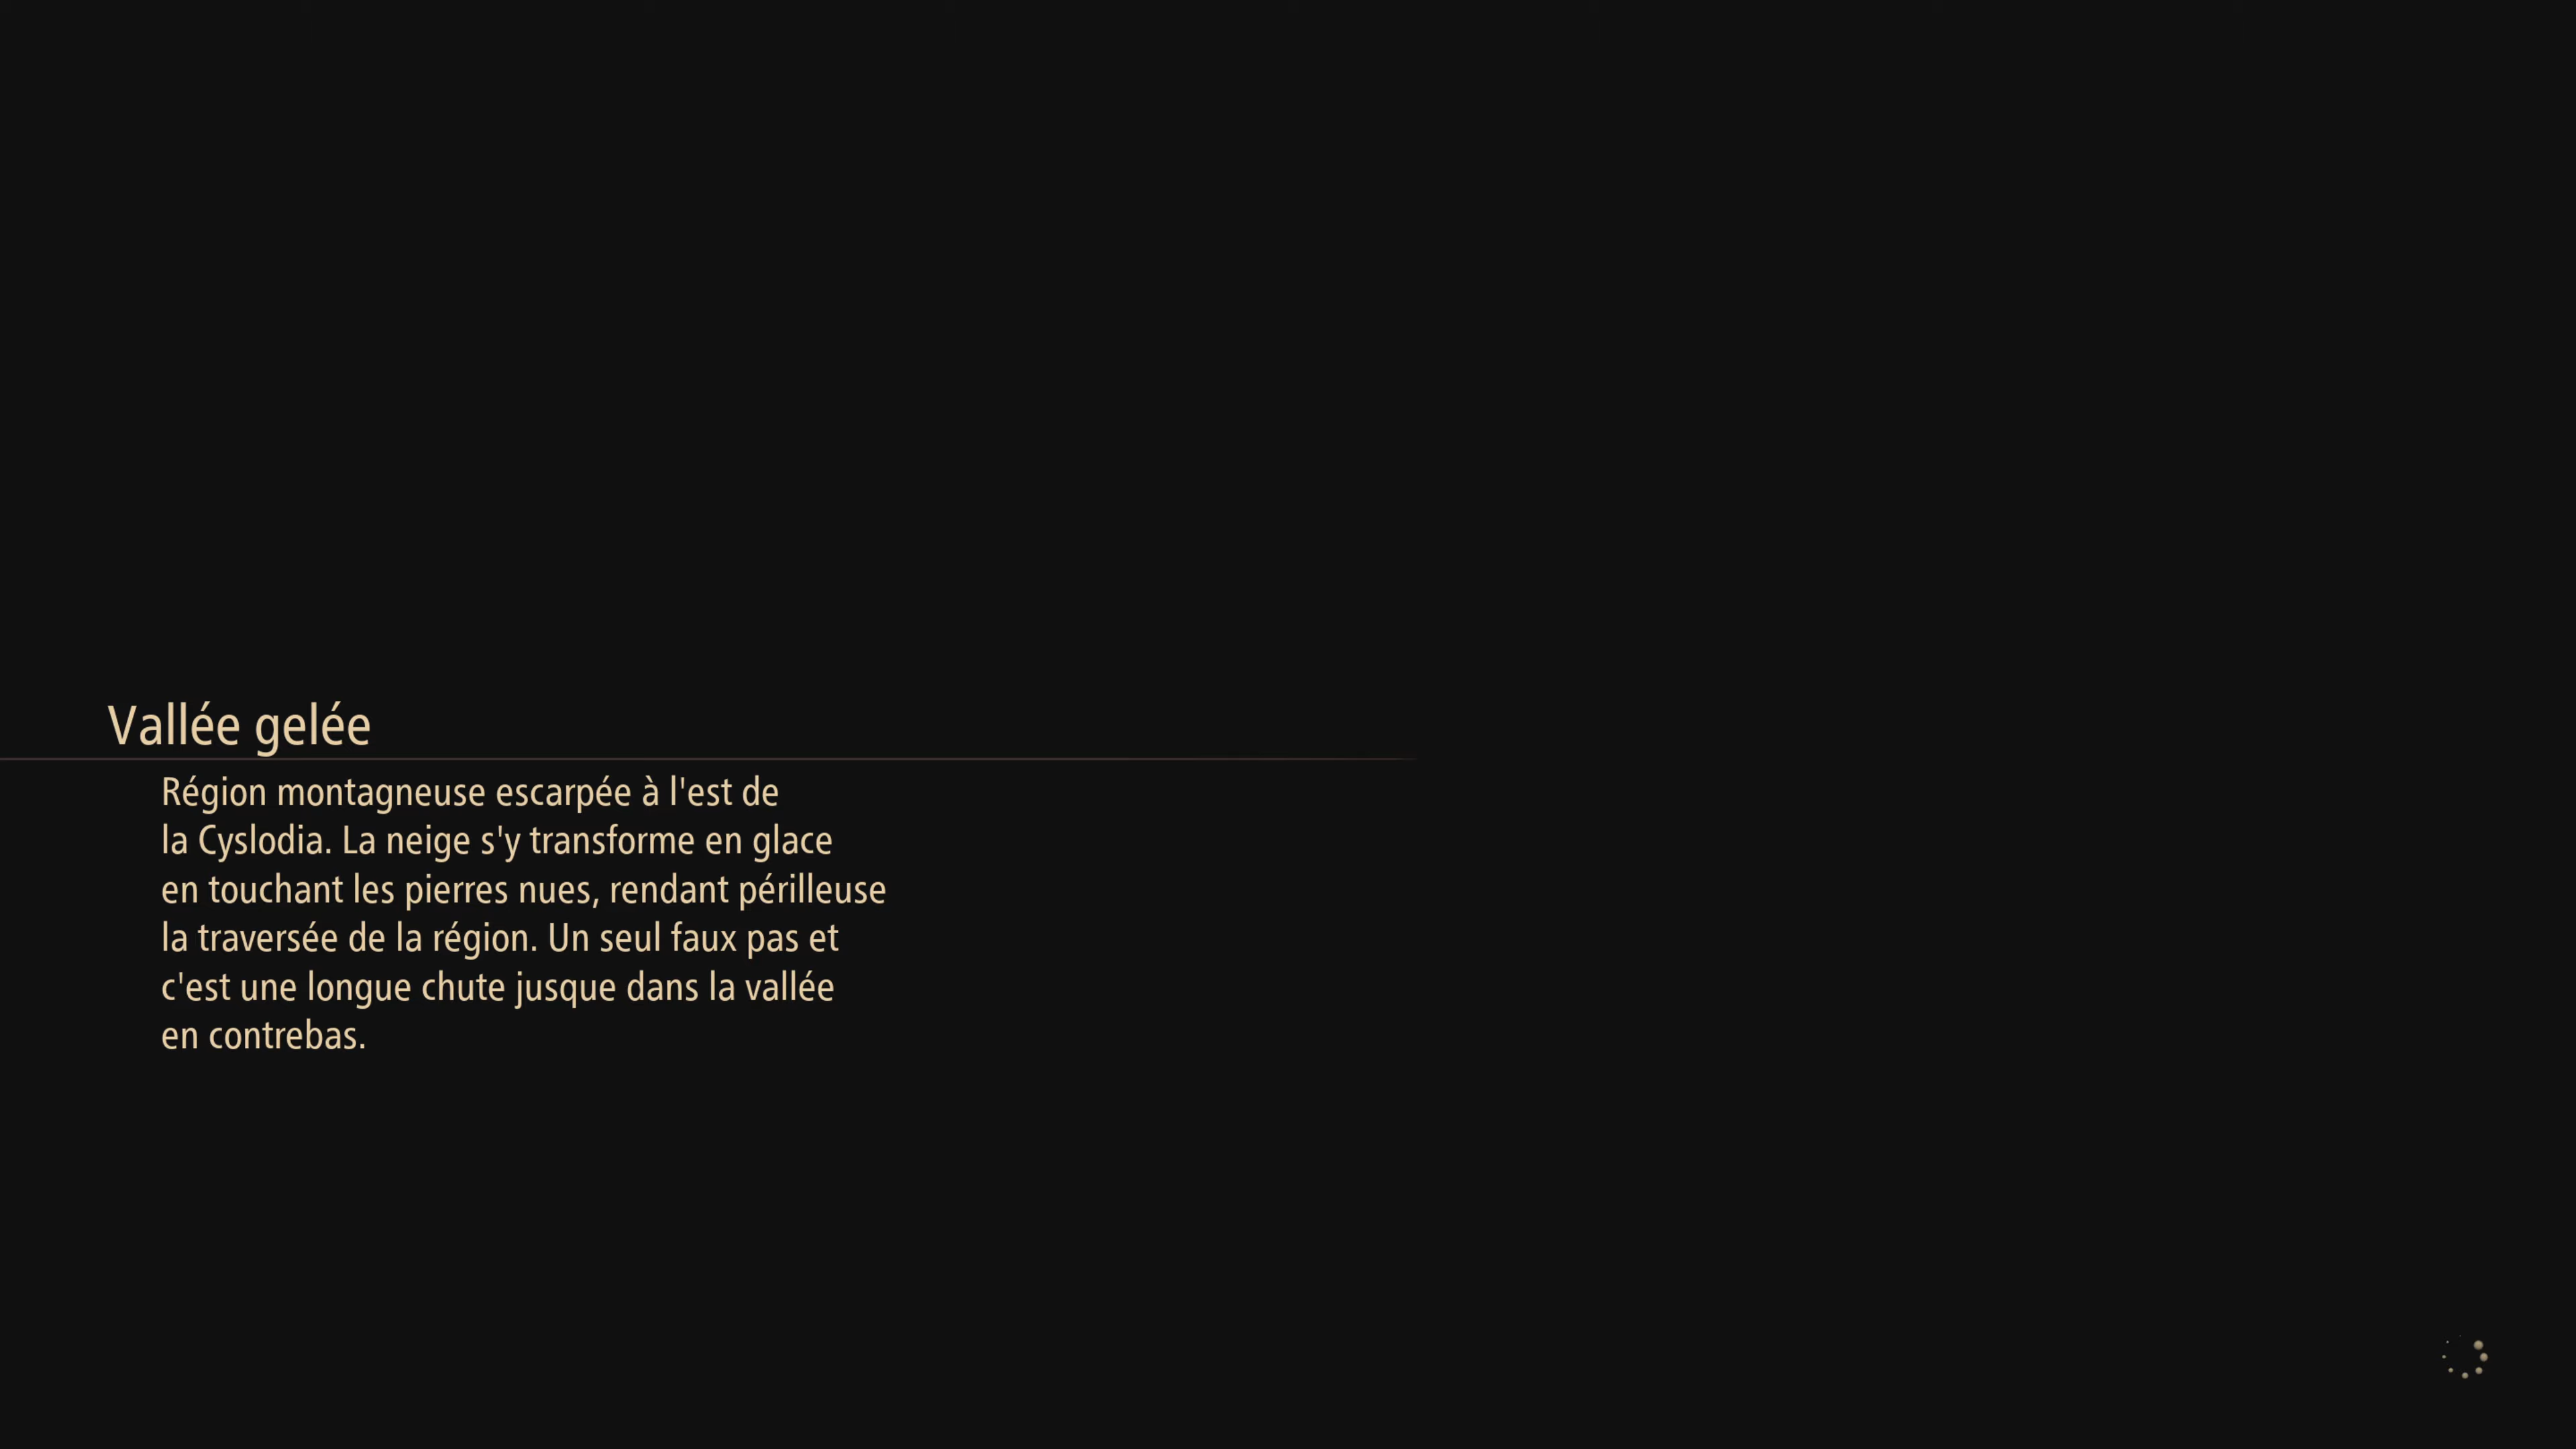 Vallée gelée
Région montagneuse escarpée à l'est de
la Cyslodia. La neige s'y transforme en glace
en touchant les pierres nues, rendant périlleuse
la traversée de la région. Un seul faux pas et
c'est une longue chute jusque dans la vallée
en contrebas.